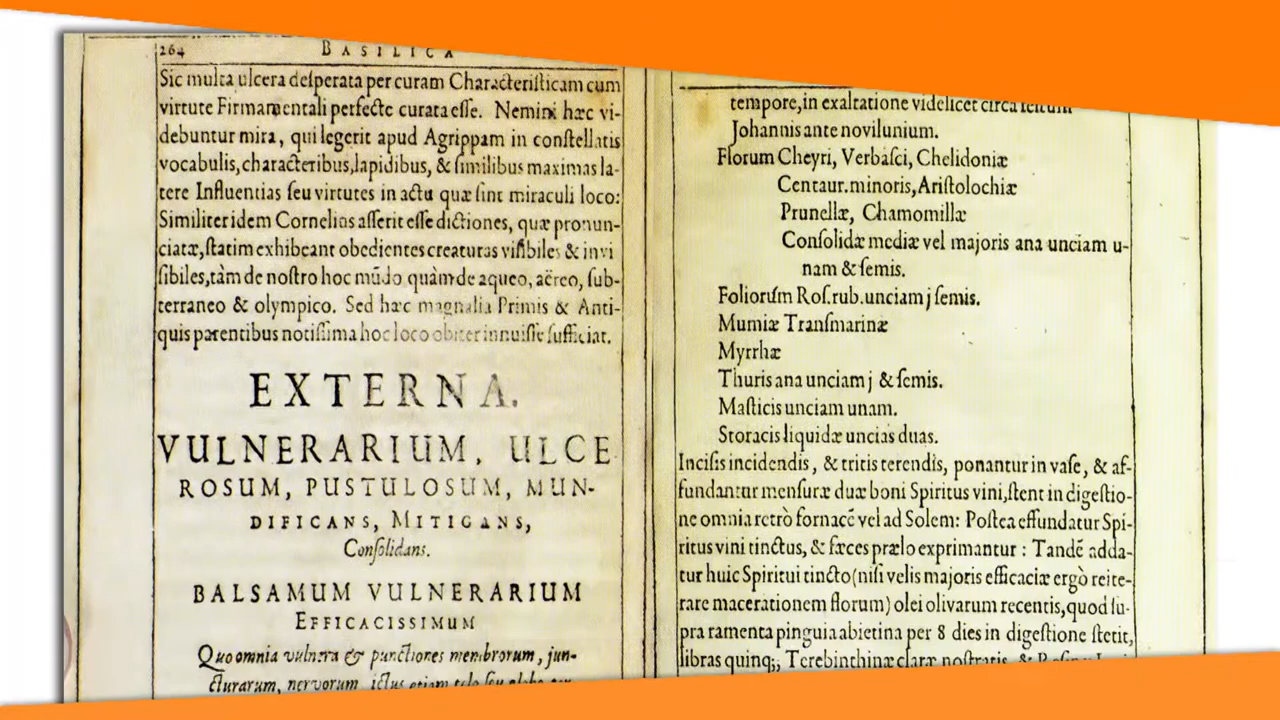 264 BASILICA
Sic multa ulcera desperata per curam Characteristicam cum
virtute Firmamentali perfecte curata esse. Nemini hæc vi-
debuntur mira, qui legerit apud Agrippam in constellatis
vocabulis, characteribus, lapidibus, & similibus maximas la-
tere Influentias seu virtutes in actu quæ sint miraculi loco:
Similiter idem Cornelius asserit esse dictiones, quæ pronun-
ciatæ, statim exhibeant obedientes creaturas visibiles & invi
sibiles, tàm de nostro hoc mūdo quàm de aqueo, aëreo, sub-
terraneo & olympico. Sed hæc magnalia Primis & Anti-
quis parentibus notissima hoc loco obiter innuisse sufficiat.
EXTERNA.
VULNERARIUM, ULCE
ROSUM, PUSTULOSUM, MUN-
DIFICANS, MITIGANS,
Consolidans.
BALSAMUM VULNERARIUM
EFFICACISSIMUM
Quo omnia vulnera & punctiones membrorum, jun-
cturarum, nervorum, ictus etiam telo seu
tempore, in exaltatione videlicet circa festum
Johannis ante novilunium.
Florum Cheyri, Verbasci, Chelidoniæ
Centaur. minoris, Aristolochiæ
Prunellæ, Chamomillæ
Consolidæ mediæ vel majoris ana unciam u-
nam & semis.
Foliorum Ros. rub. unciam j semis.
Mumiæ Transmarinæ
Myrrhæ
Thuris ana unciam j & semis.
Masticis unciam unam.
Storacis liquidæ uncias duas.
Incisis incidendis, & tritis terendis, ponantur in vase, & af-
fundantur mensuræ duæ boni Spiritus vini, stent in digestio-
ne omnia retrò fornacē vel ad Solem: Postea effundatur Spi-
ritus vini tinctus, & fæces prælo exprimantur: Tandē adda-
tur huic Spiritui tincto (nisi velis majoris efficaciæ ergò reite-
rare macerationem florum) olei olivarum recentis, quod su-
pra ramenta pinguia abietina per 8 dies in digestione stetit,
libras quinq; Terebinthinæ claræ nostratis, &